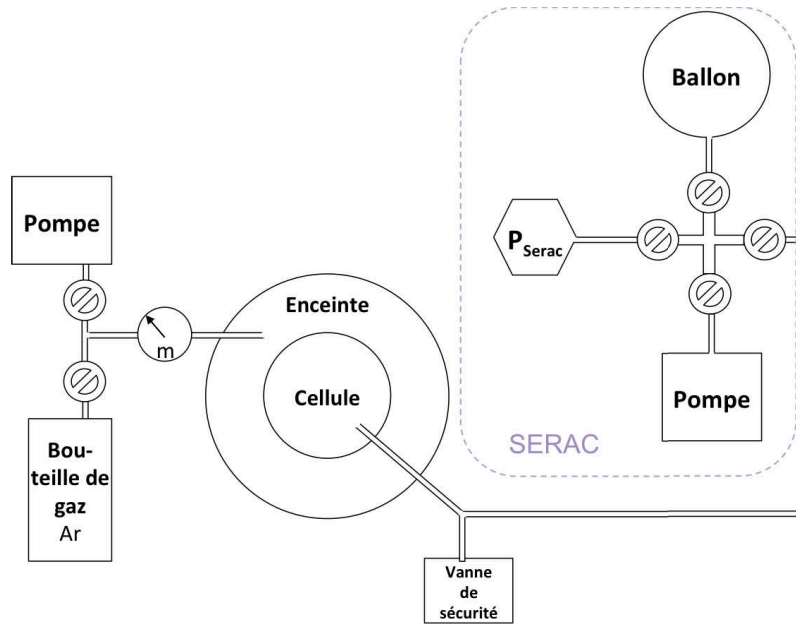 Ballon
Pompe
P Serac
Enceinte
m
Cellule
Pompe
Bou-
teille de
gaz
Ar
SERAC
Vanne
de
sécurité